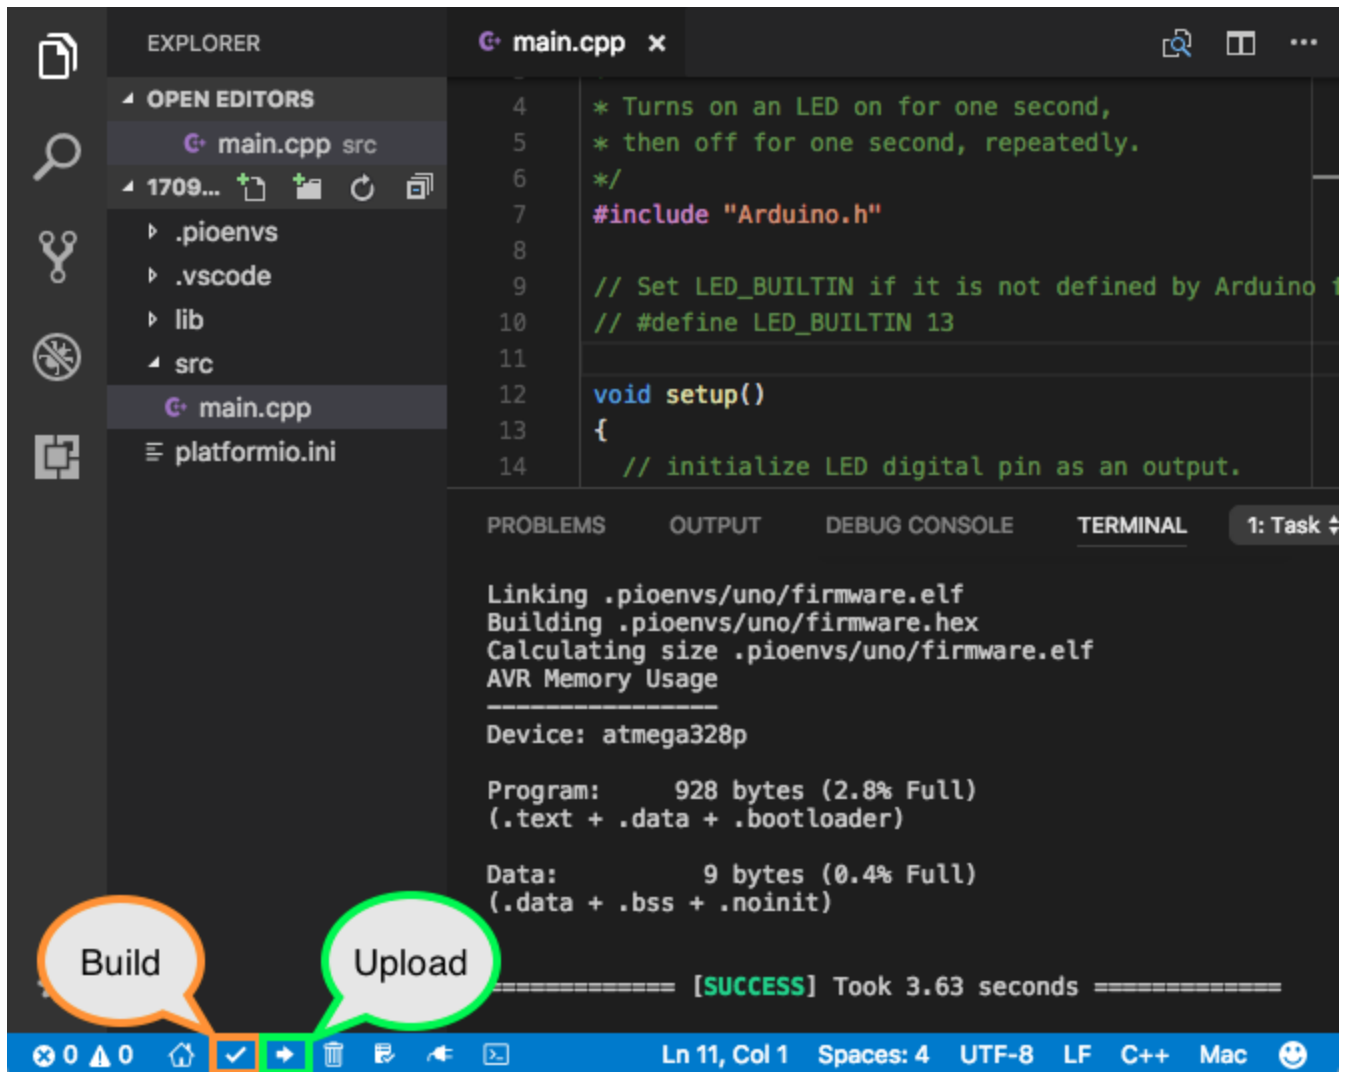 EXPLORER
OPEN EDITORS
main.cpp src
1709...
.pioenvs
.vscode
lib
src
main.cpp
platformio.ini
main.cpp ×
4 * Turns on an LED on for one second,
5 * then off for one second, repeatedly.
6 */
7 #include "Arduino.h"
8
9 // Set LED_BUILTIN if it is not defined by Arduino
10 // #define LED_BUILTIN 13
11
12 void setup()
13 {
14 // initialize LED digital pin as an output.
PROBLEMS OUTPUT DEBUG CONSOLE TERMINAL 1: Task
Linking .pioenvs/uno/firmware.elf
Building .pioenvs/uno/firmware.hex
Calculating size .pioenvs/uno/firmware.elf
AVR Memory Usage
----------------
Device: atmega328p
Program: 928 bytes (2.8% Full)
(.text + .data + .bootloader)
Data: 9 bytes (0.4% Full)
(.data + .bss + .noinit)
============= [SUCCESS] Took 3.63 seconds =============
Build
Upload
0 0 Ln 11, Col 1 Spaces: 4 UTF-8 LF C++ Mac